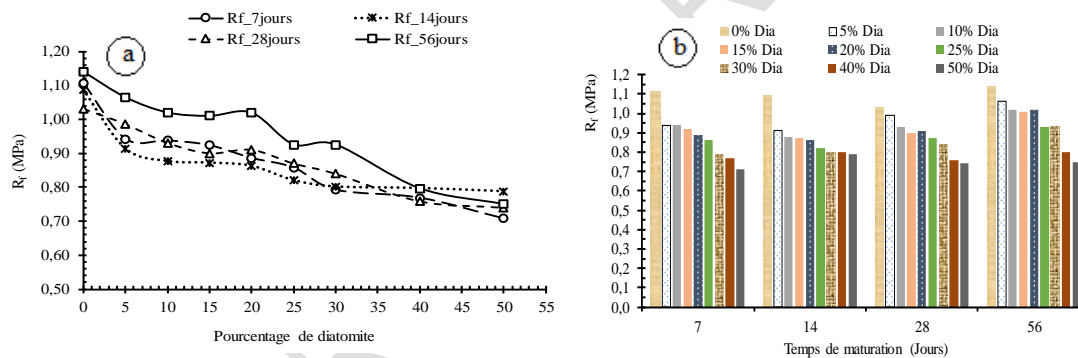 Rf_7jours Rf_14jours
Rf_28jours Rf_56jours
a
1,20
1,10
1,00
0,90
0,80
0,70
0,60
0,50
Rf (MPa)
0 5 10 15 20 25 30 35 40 45 50 55
Pourcentage de diatomite
b
0% Dia 5% Dia 10% Dia
15% Dia 20% Dia 25% Dia
30% Dia 40% Dia 50% Dia
1,2
1,1
1,0
0,9
0,8
0,7
0,6
0,5
0,4
0,3
0,2
0,1
0,0
Rf (MPa)
7 14 28 56
Temps de maturation (Jours)